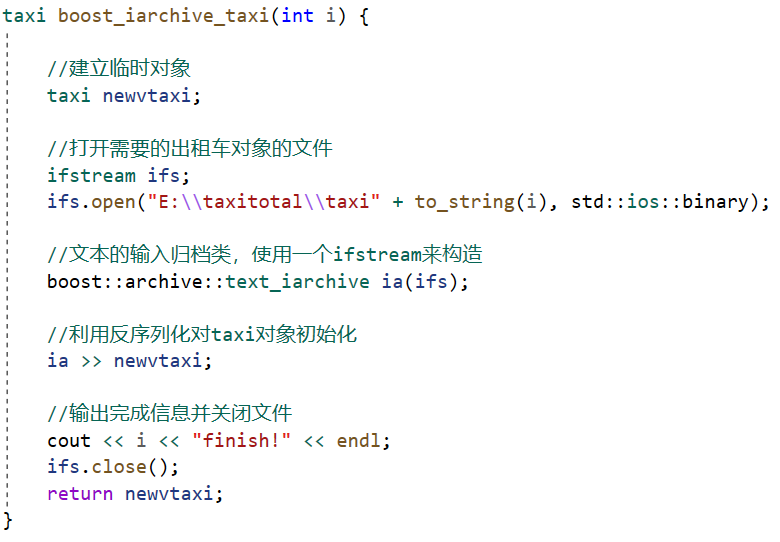 taxi boost_iarchive_taxi(int i) {
//建立临时对象
taxi newvtaxi;
//打开需要的出租车对象的文件
ifstream ifs;
ifs.open("E:\\taxitotal\\taxi" + to_string(i), std::ios::binary);
//文本的输入归档类，使用一个ifstream来构造
boost::archive::text_iarchive ia(ifs);
//利用反序列化对taxi对象初始化
ia >> newvtaxi;
//输出完成信息并关闭文件
cout << i << "finish!" << endl;
ifs.close();
return newvtaxi;
}